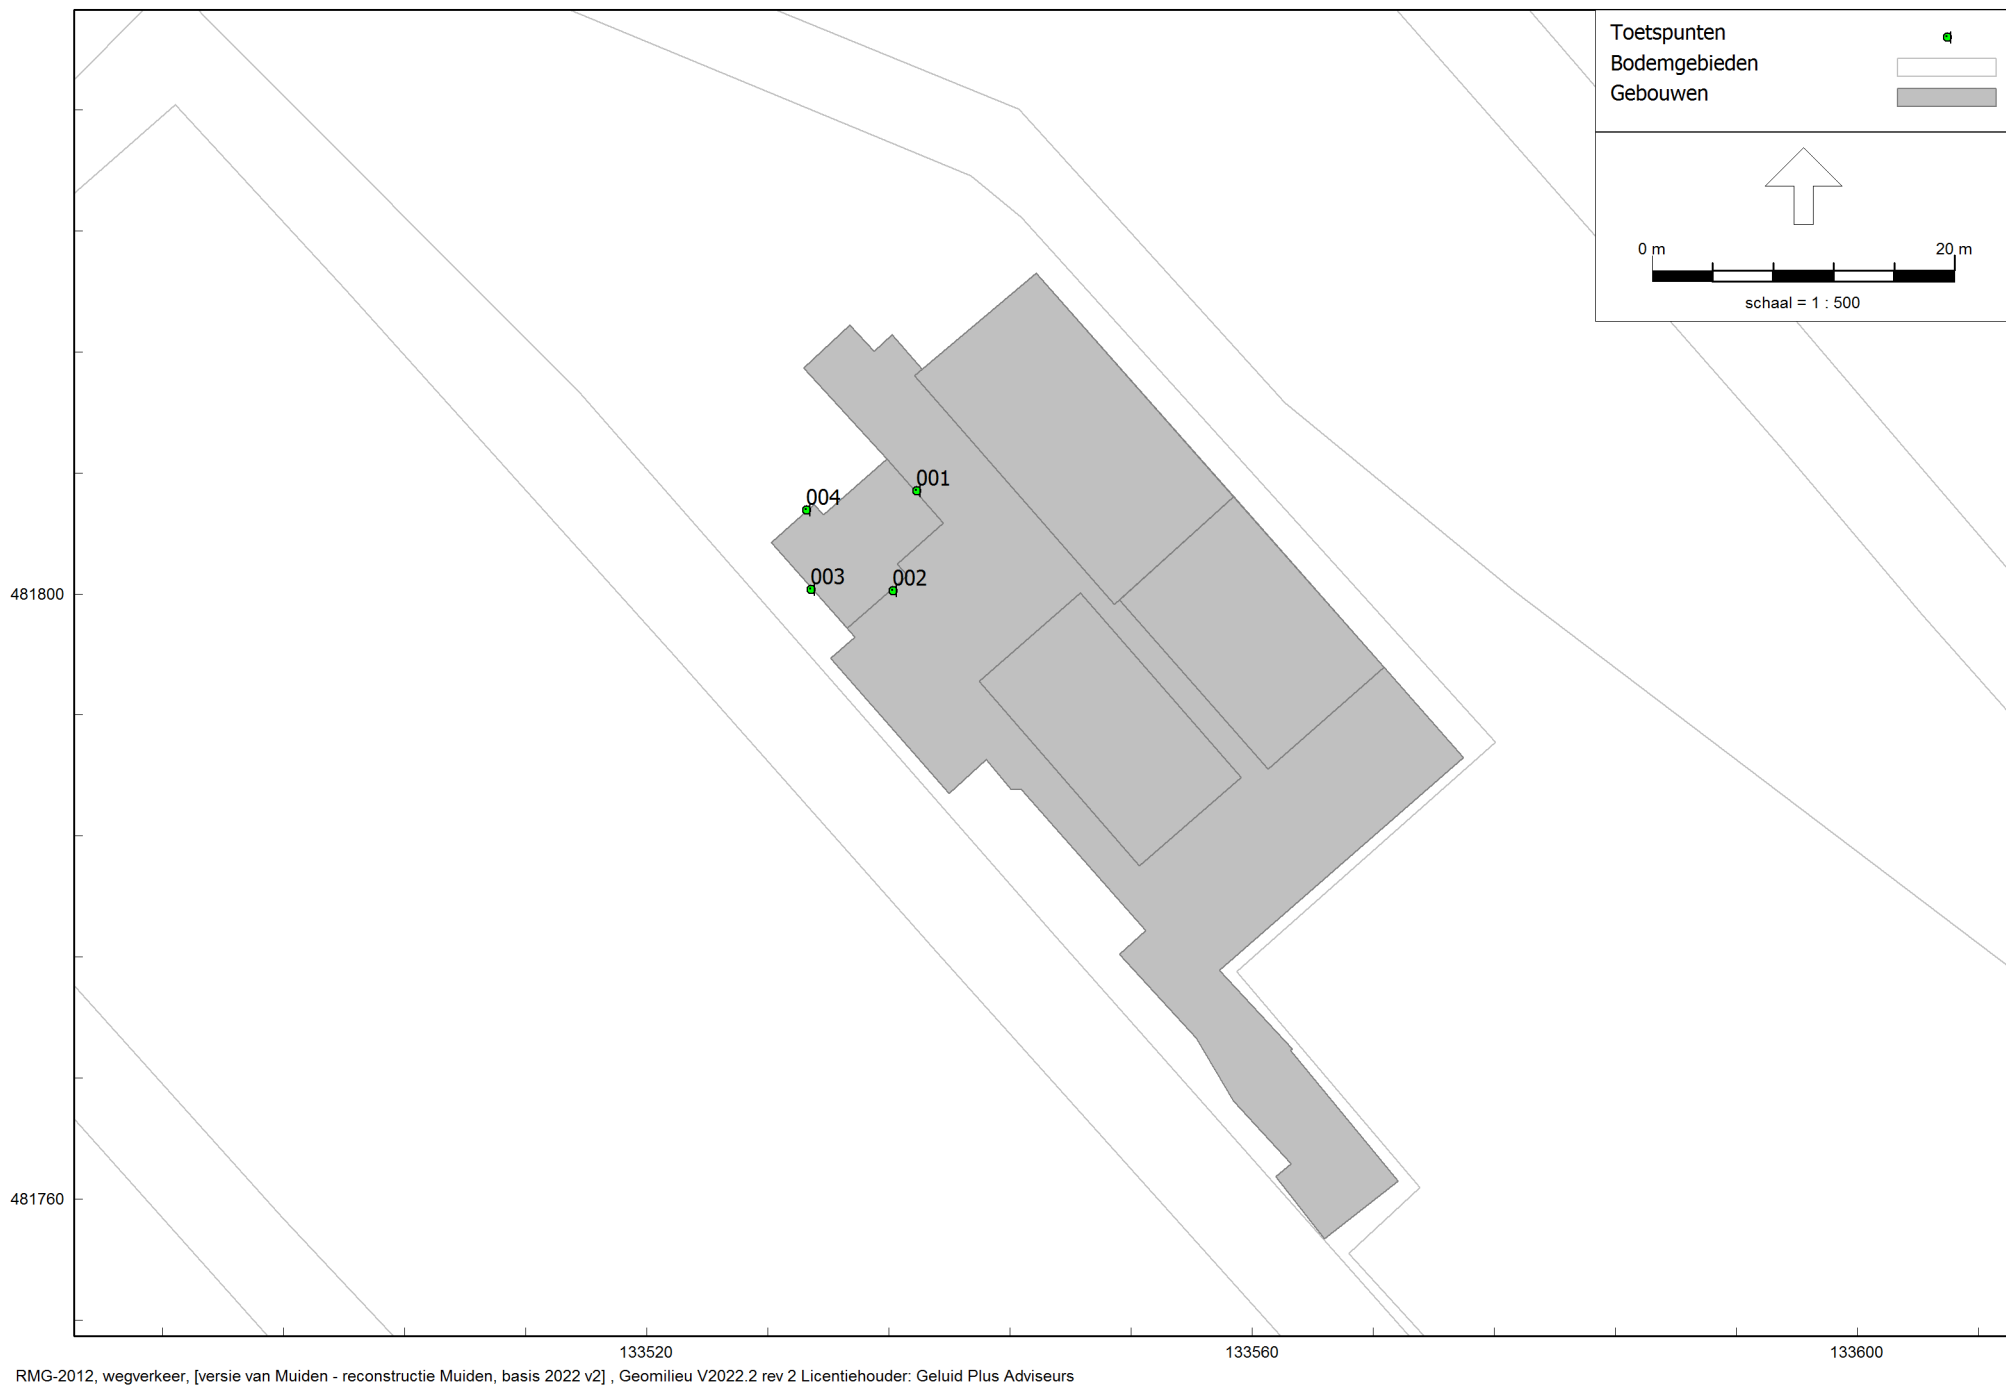 Toetspunten
Bodemgebieden
Gebouwen
0 m 20 m
schaal = 1 : 500
001
004
003
002
481800
481760
133520 133560 133600
RMG-2012, wegverkeer, [versie van Muiden - reconstructie Muiden, basis 2022 v2] , Geomilieu V2022.2 rev 2 Licentiehouder: Geluid Plus Adviseurs